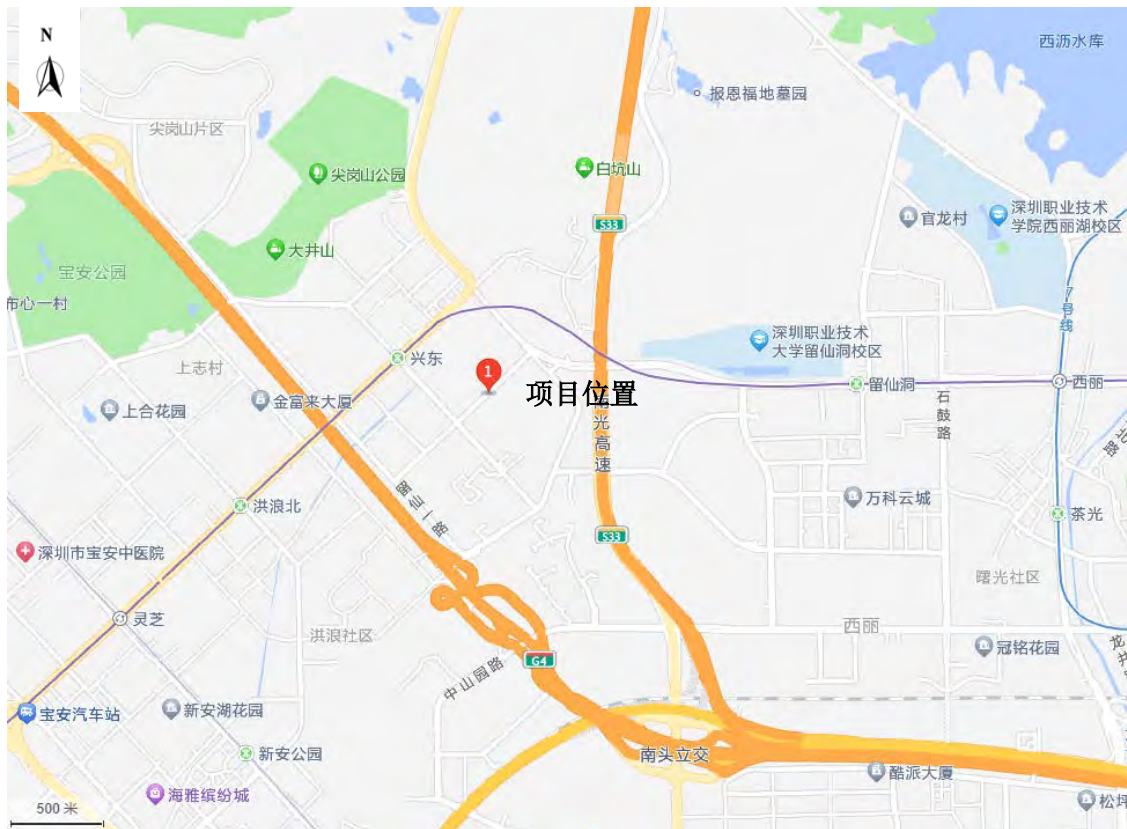 N
西沥水库
报恩福地墓园
尖岗山片区
白坑山
尖岗山公园
深圳职业技术
学院西丽湖校区
官龙村
S33
大井山
宝安公园
7号线
布心一村
深圳职业技术
大学留仙洞校区
兴东
上志村
1
项目位置
留仙洞
西丽
金富来大厦
上合花园
石鼓路
光高速
万科云城
洪浪北
留仙一路
茶光
S33
深圳市宝安中医院
曙光社区
灵芝
洪浪社区
西丽
冠铭花园
G4
中山园路
新安湖花园
宝安汽车站
新安公园
南头立交
酷派大厦
海雅缤纷城
松坪
500 米